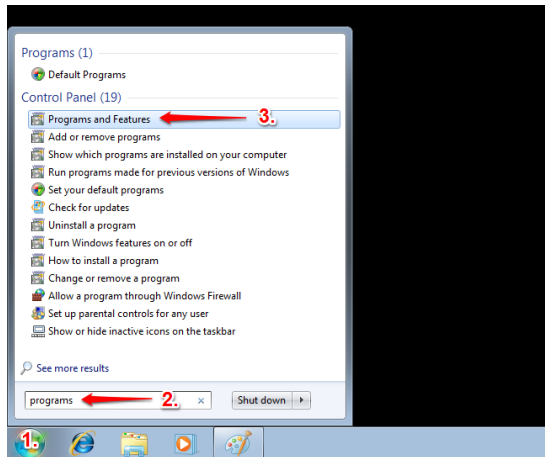 Programs (1)
Default Programs
Control Panel (19)
Programs and Features 3.
Add or remove programs
Show which programs are installed on your computer
Run programs made for previous versions of Windows
Set your default programs
Check for updates
Uninstall a program
Turn Windows features on or off
How to install a program
Change or remove a program
Allow a program through Windows Firewall
Set up parental controls for any user
Show or hide inactive icons on the taskbar
See more results
programs 2. x Shut down
1.